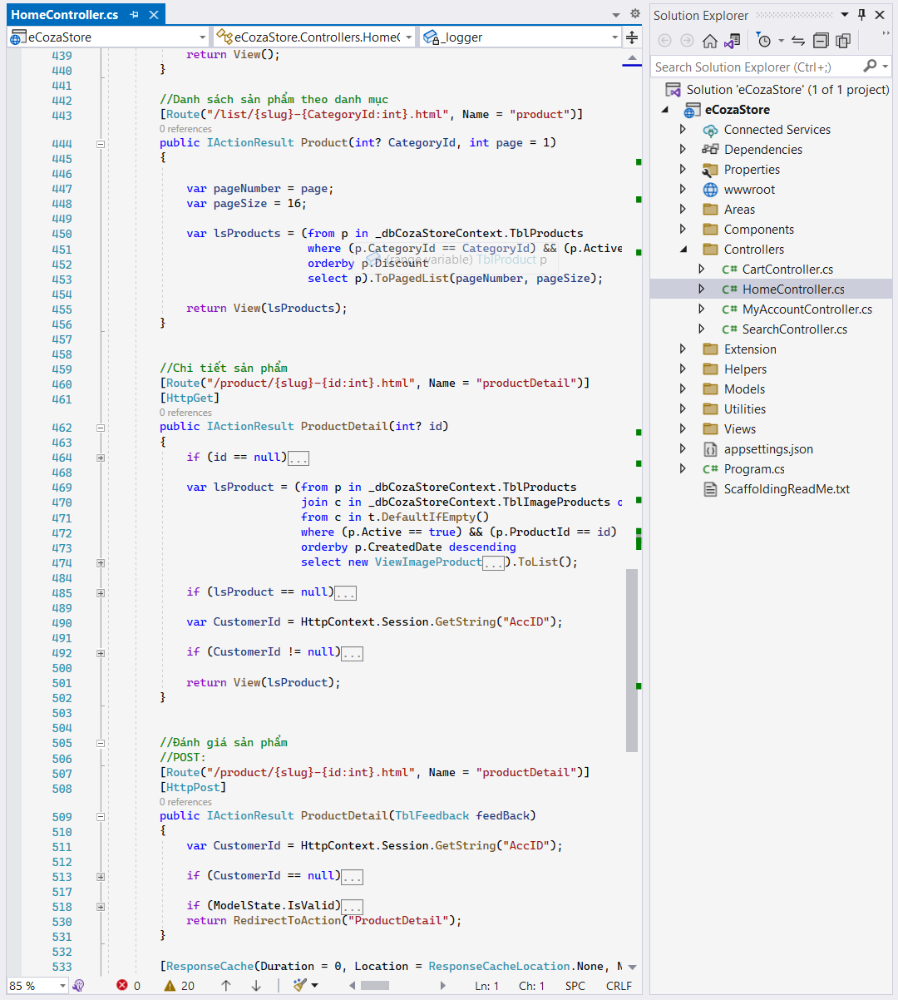 HomeController.cs
eCozaStore
eCozaStore.Controllers.HomeC
_logger
439 return View();
440 }
441
442 //Danh sách sản phẩm theo danh mục
443 [Route("/list/{slug}-{CategoryId:int}.html", Name = "product")]
0 references
444 public IActionResult Product(int? CategoryId, int page = 1)
445 {
446
447 var pageNumber = page;
448 var pageSize = 16;
449
450 var lsProducts = (from p in _dbCozaStoreContext.TblProducts
451 where (p.CategoryId == CategoryId) && (p.Active
(range variable) TblProduct p
452 orderby p.Discount
453 select p).ToPagedList(pageNumber, pageSize);
454
455 return View(lsProducts);
456 }
457
458
459 //Chi tiết sản phẩm
460 [Route("/product/{slug}-{id:int}.html", Name = "productDetail")]
461 [HttpGet]
0 references
462 public IActionResult ProductDetail(int? id)
463 {
464 if (id == null)...
468
469 var lsProduct = (from p in _dbCozaStoreContext.TblProducts
470 join c in _dbCozaStoreContext.TblImageProducts o
471 from c in t.DefaultIfEmpty()
472 where (p.Active == true) && (p.ProductId == id)
473 orderby p.CreatedDate descending
474 select new ViewImageProduct...).ToList();
484
485 if (lsProduct == null)...
489
490 var CustomerId = HttpContext.Session.GetString("AccID");
491
492 if (CustomerId != null)...
500
501 return View(lsProduct);
502 }
503
504
505 //Đánh giá sản phẩm
506 //POST:
507 [Route("/product/{slug}-{id:int}.html", Name = "productDetail")]
508 [HttpPost]
0 references
509 public IActionResult ProductDetail(TblFeedback feedBack)
510 {
511 var CustomerId = HttpContext.Session.GetString("AccID");
512
513 if (CustomerId == null)...
517
518 if (ModelState.IsValid)...
530 return RedirectToAction("ProductDetail");
531 }
532
533 [ResponseCache(Duration = 0, Location = ResponseCacheLocation.None, N
85 %
0
20
Ln: 1
Ch: 1
SPC
CRLF
Solution Explorer
Search Solution Explorer (Ctrl+;)
Solution 'eCozaStore' (1 of 1 project)
eCozaStore
Connected Services
Dependencies
Properties
wwwroot
Areas
Components
Controllers
C# CartController.cs
C# HomeController.cs
C# MyAccountController.cs
C# SearchController.cs
Extension
Helpers
Models
Utilities
Views
appsettings.json
C# Program.cs
ScaffoldingReadMe.txt